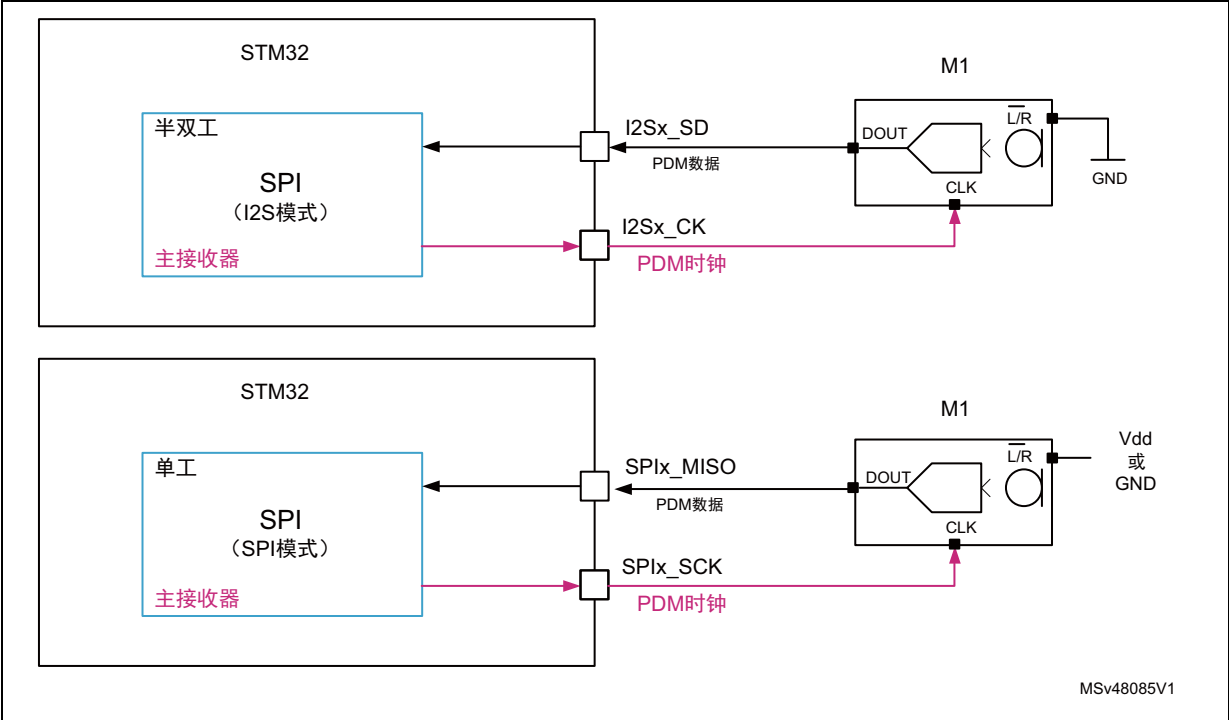 STM32
半双工
SPI
（I2S模式）
主接收器
I2Sx_SD
PDM数据
I2Sx_CK
PDM时钟
M1
DOUT
L/R
CLK
GND
STM32
单工
SPI
（SPI模式）
主接收器
SPIx_MISO
PDM数据
SPIx_SCK
PDM时钟
M1
DOUT
L/R
CLK
Vdd
或
GND
MSv48085V1